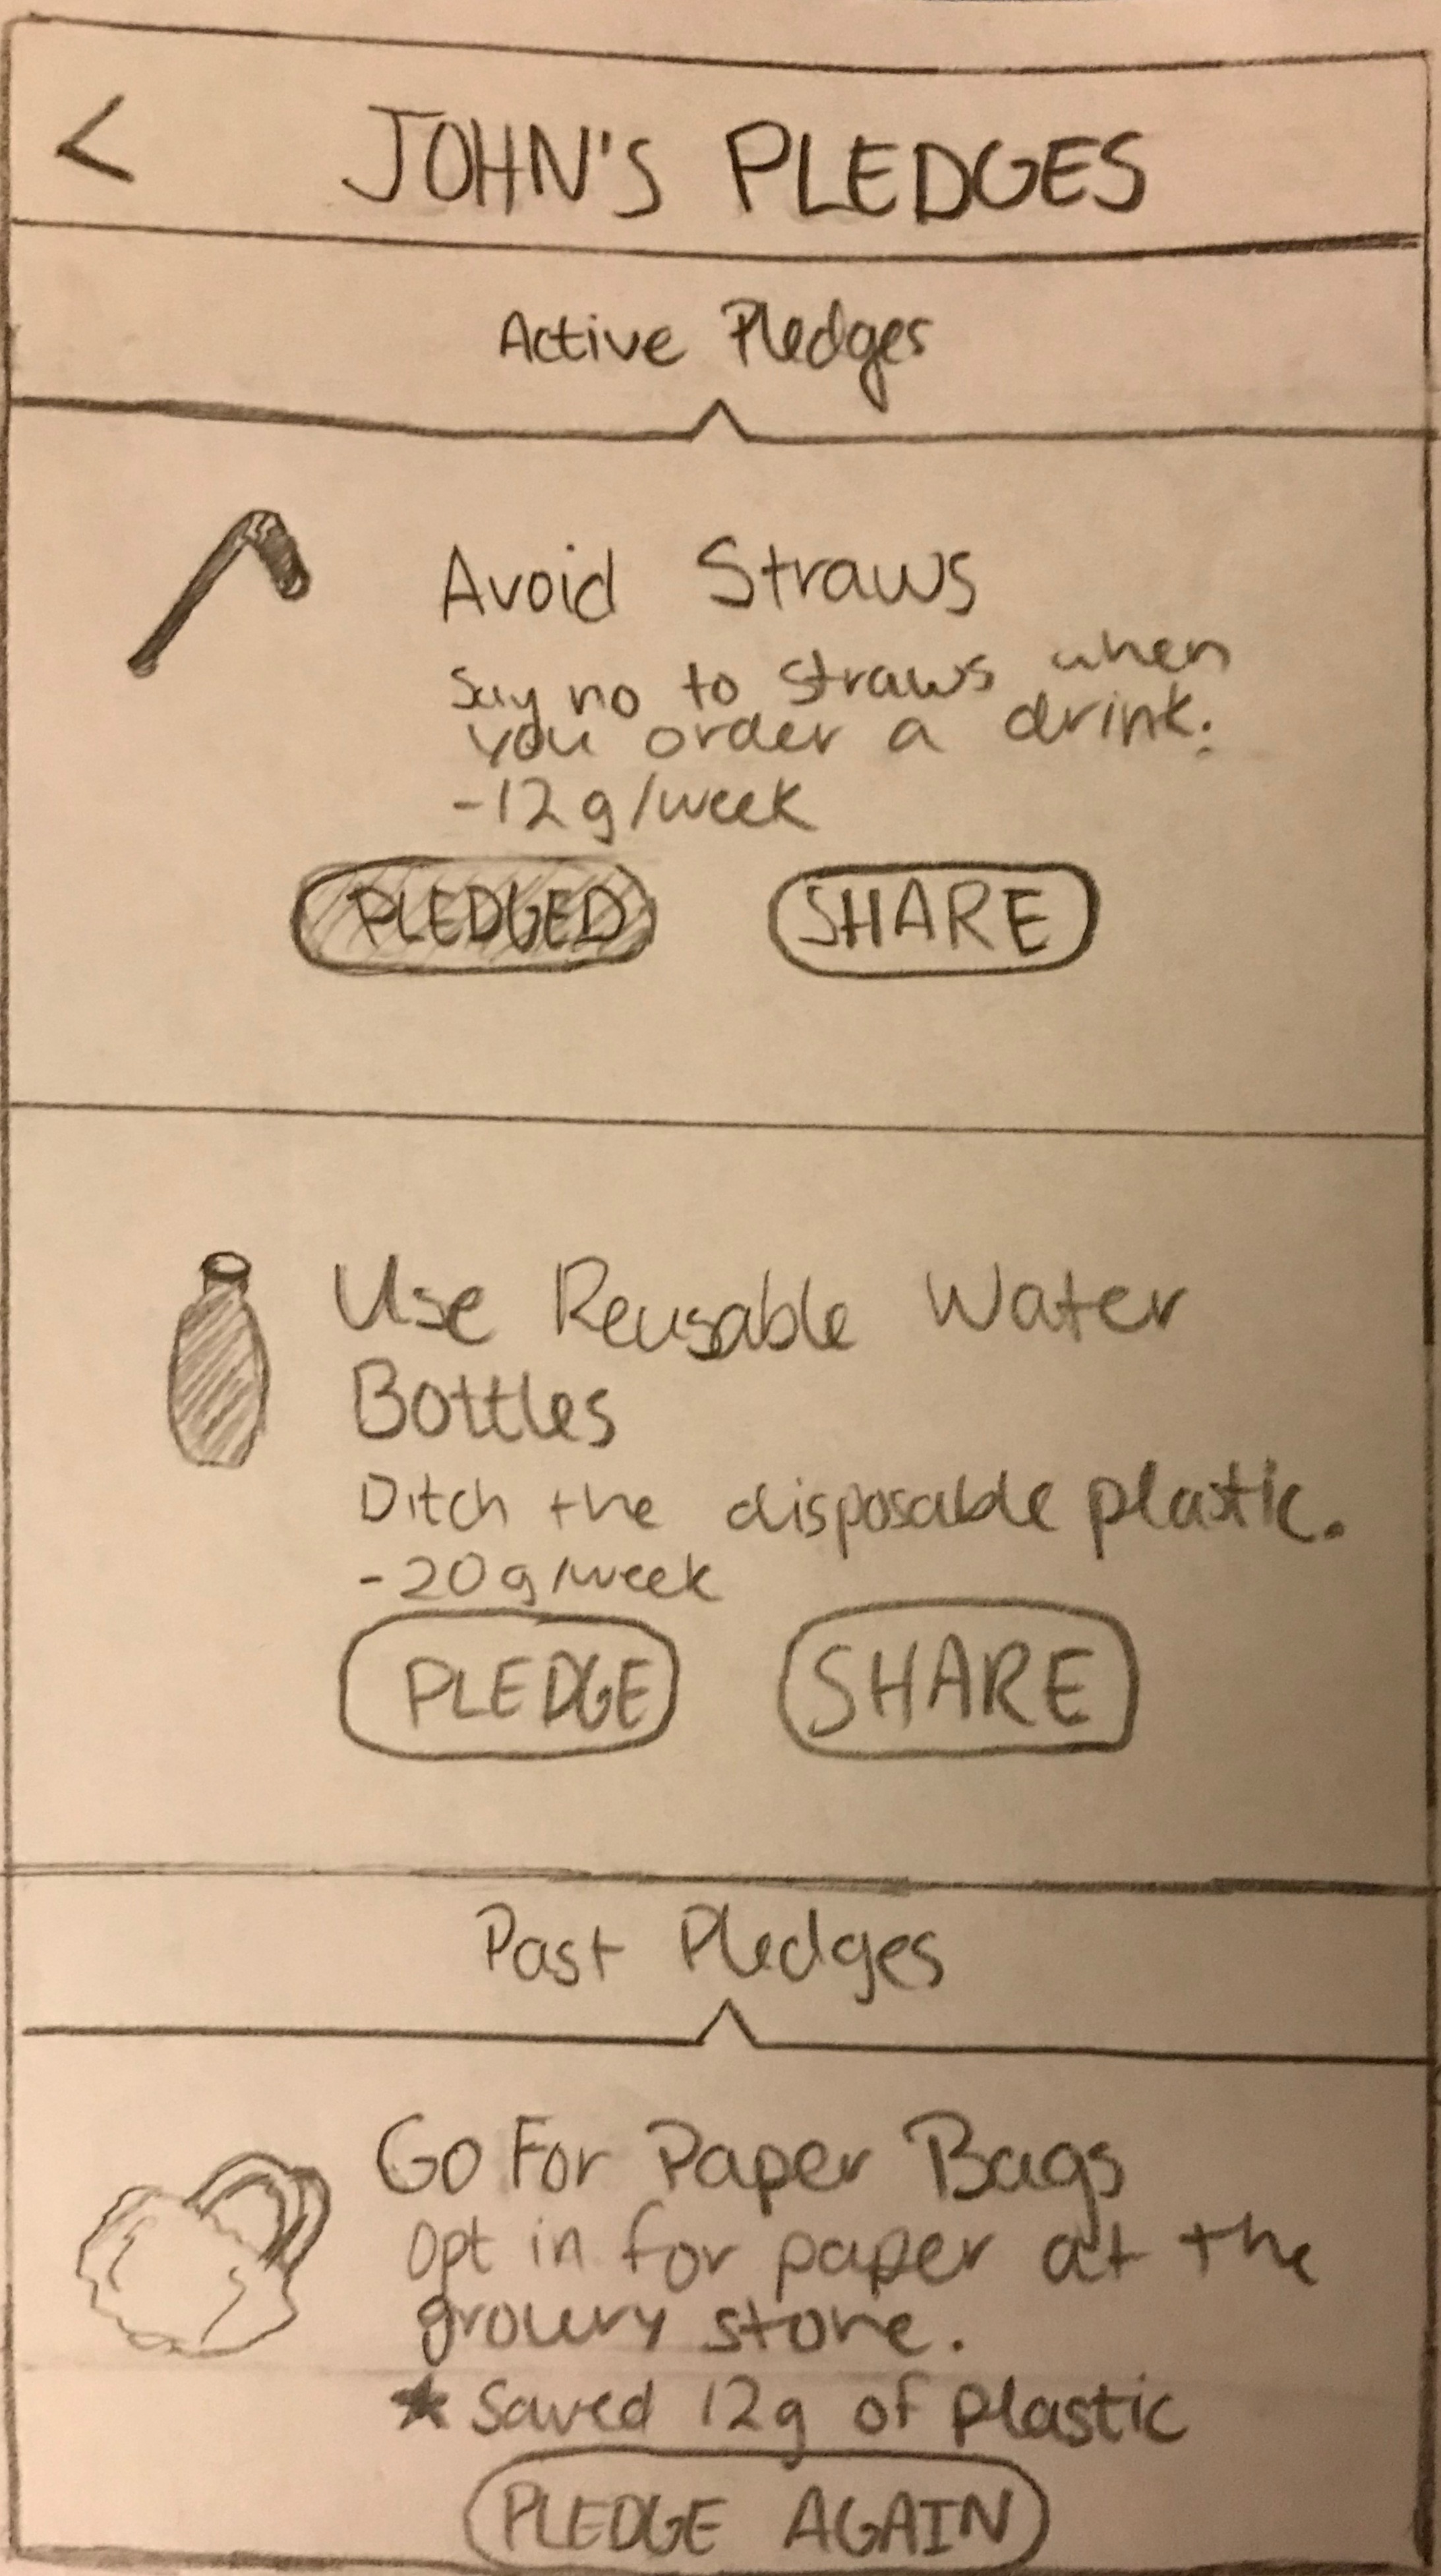 < JOHN'S PLEDGES
Active Pledges
Avoid Straws
Say no to straws when
you order a drink.
-12g/week
PLEDGED SHARE
Use Reusable Water
Bottles
Ditch the disposable plastic.
-20g/week
PLEDGE SHARE
Past Pledges
Go For Paper Bags
Opt in for paper at the
grocery store.
★ Saved 12g of plastic
PLEDGE AGAIN